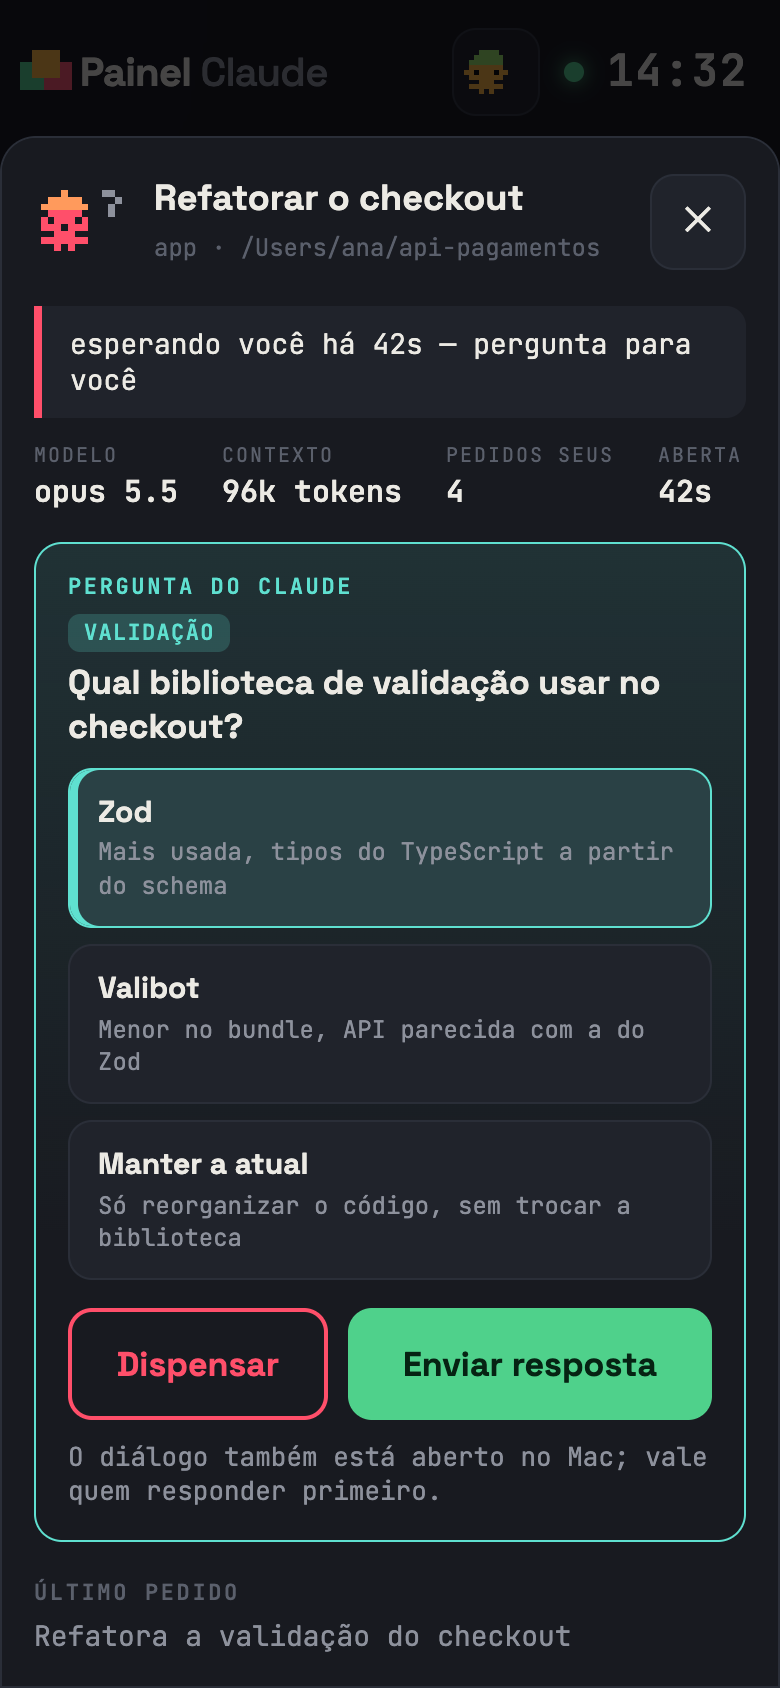 Painel Claude
14:32
Refatorar o checkout
app · /Users/ana/api-pagamentos
esperando você há 42s — pergunta para
você
MODELO CONTEXTO PEDIDOS SEUS ABERTA
opus 5.5 96k tokens 4 42s
PERGUNTA DO CLAUDE
VALIDAÇÃO
Qual biblioteca de validação usar no
checkout?
Zod
Mais usada, tipos do TypeScript a partir
do schema
Valibot
Menor no bundle, API parecida com a do
Zod
Manter a atual
Só reorganizar o código, sem trocar a
biblioteca
Dispensar
Enviar resposta
O diálogo também está aberto no Mac; vale
quem responder primeiro.
ÚLTIMO PEDIDO
Refatora a validação do checkout